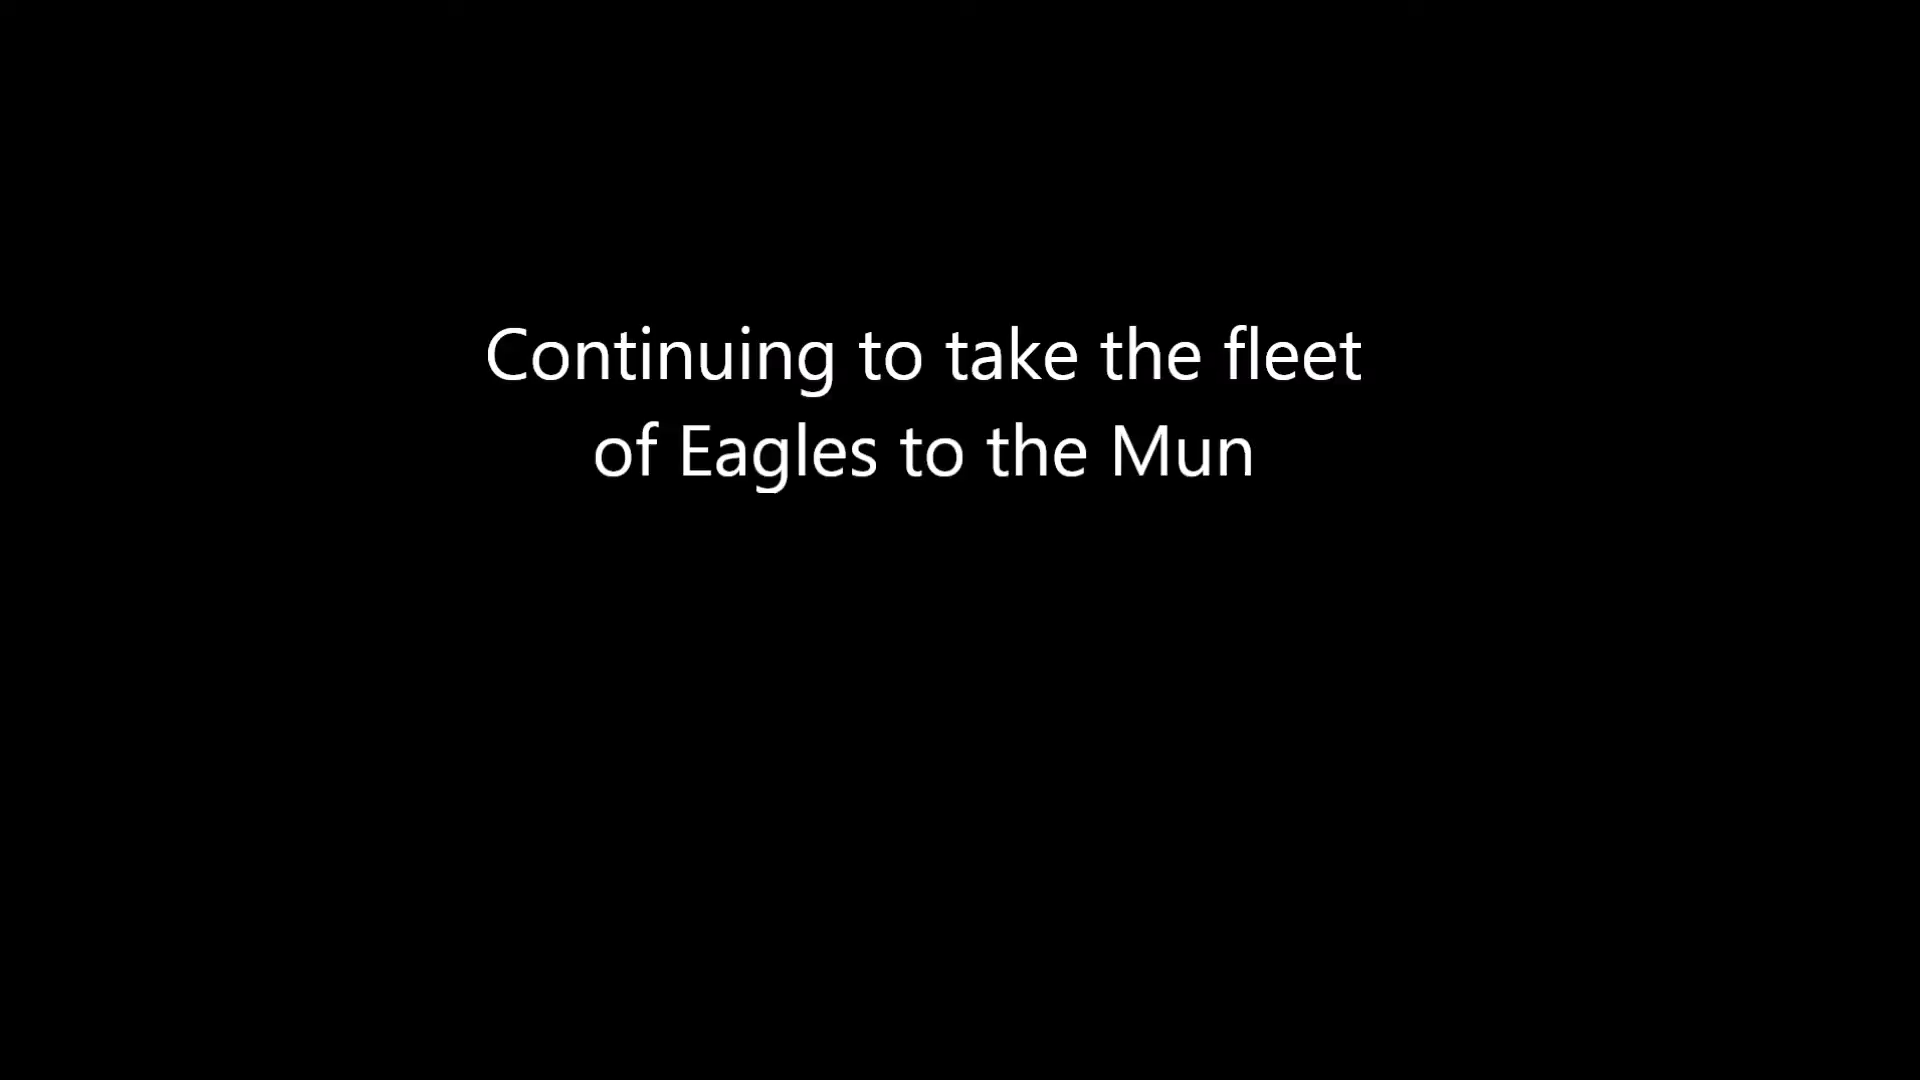 Continuing to take the fleet
of Eagles to the Mun